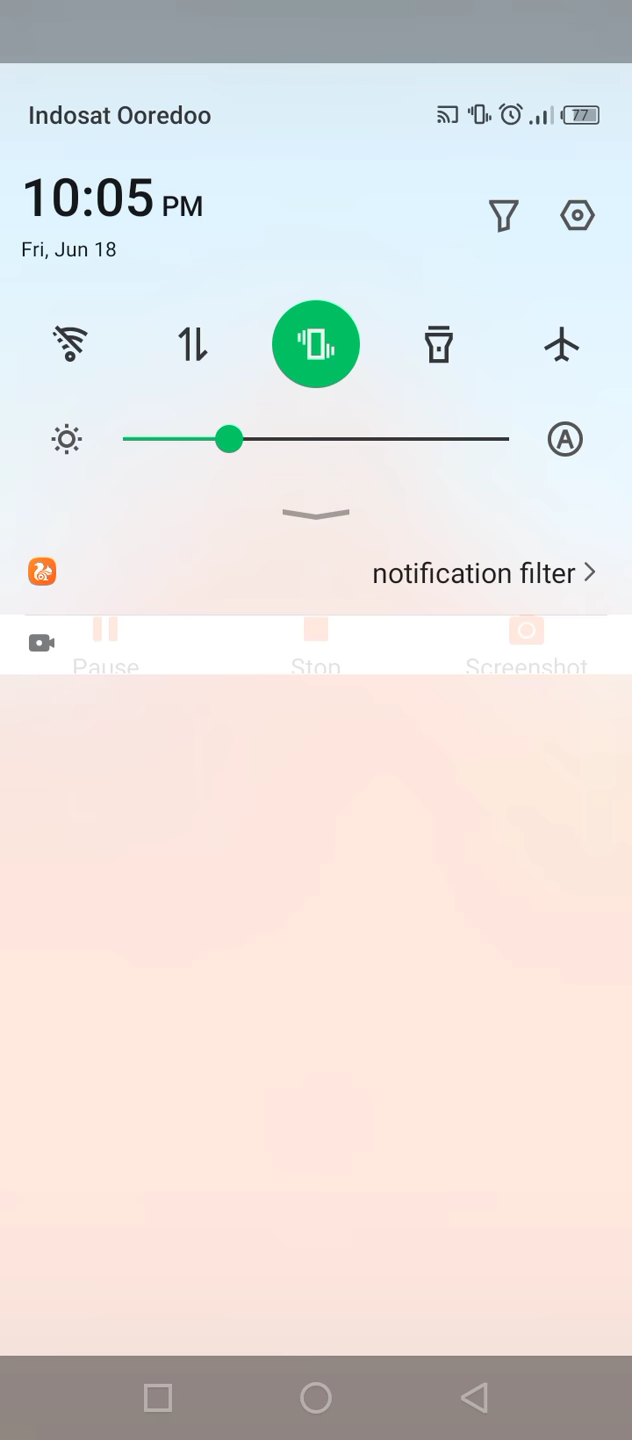 Indosat Ooredoo
77
10:05 PM
Fri, Jun 18
A
notification filter
Pause Stop Screenshot